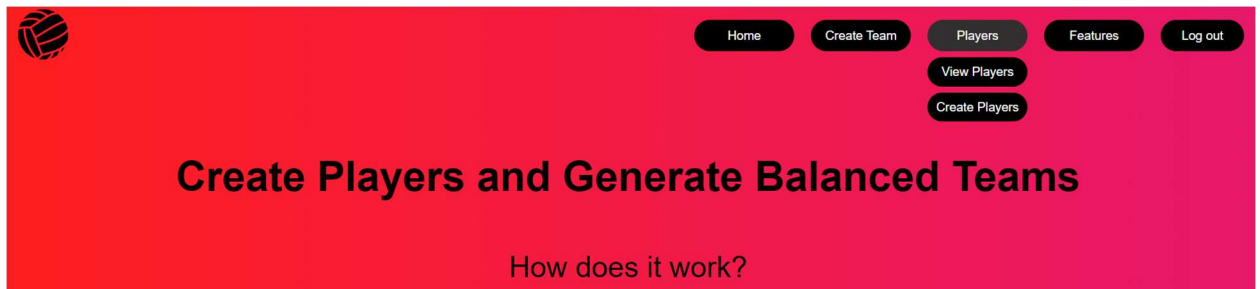 Home Create Team Players Features Log out
View Players
Create Players
Create Players and Generate Balanced Teams
How does it work?